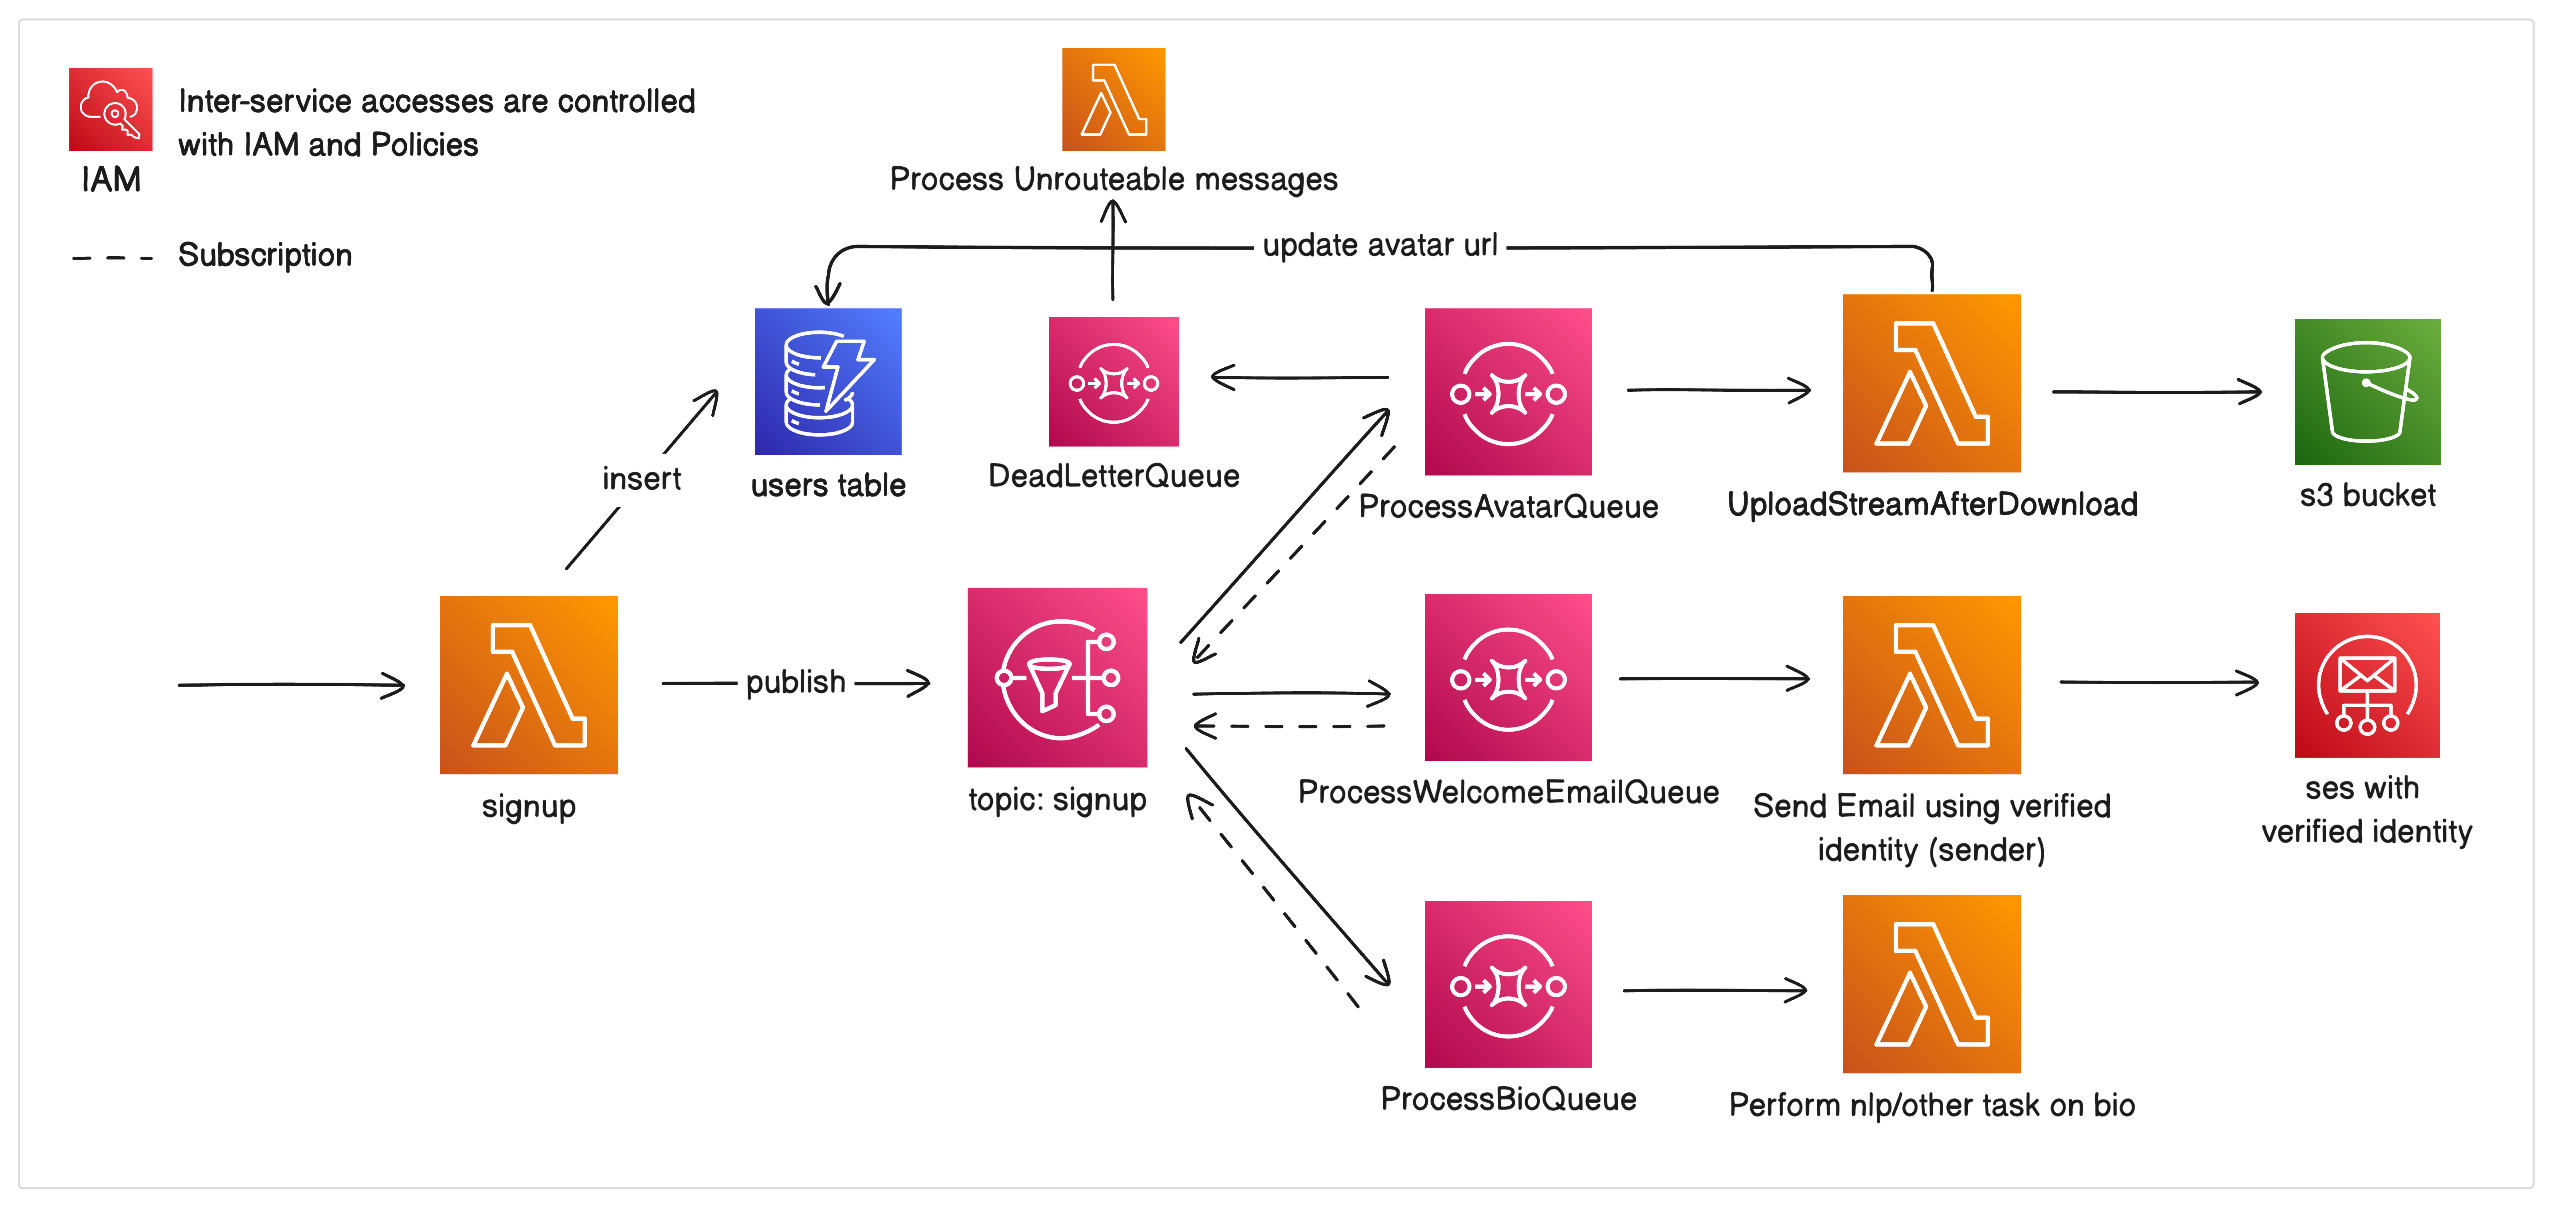 Inter-service accesses are controlled
with IAM and Policies
IAM
Subscription
Process Unrouteable messages
update avatar url
insert
users table
DeadLetterQueue
ProcessAvatarQueue
UploadStreamAfterDownload
s3 bucket
publish
signup
topic: signup
ProcessWelcomeEmailQueue
Send Email using verified
identity (sender)
ses with
verified identity
ProcessBioQueue
Perform nlp/other task on bio